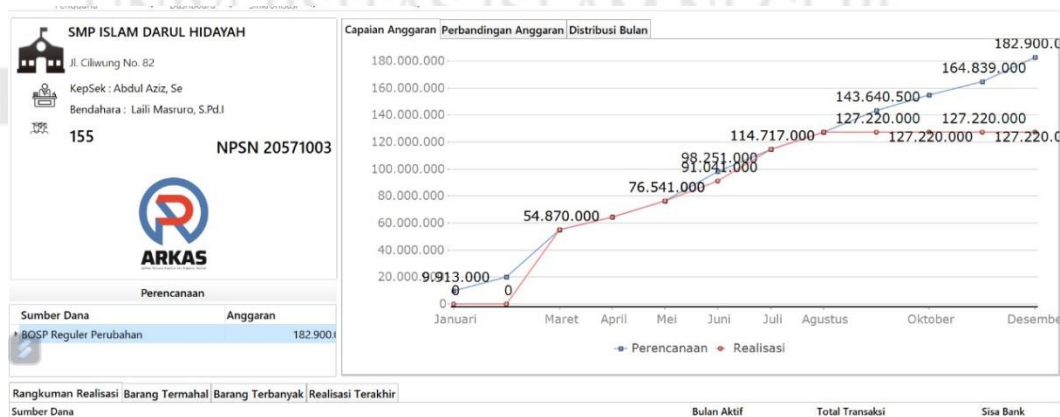 SMP ISLAM DARUL HIDAYAH
Jl. Ciliwung No. 82
KepSek : Abdul Aziz, Se
Bendahara : Laili Masruro, S.Pd.I
155
NPSN 20571003
ARKAS
Perencanaan
Sumber Dana Anggaran
BOSP Reguler Perubahan 182.900.
Capaian Anggaran Perbandingan Anggaran Distribusi Bulan
180.000.000
160.000.000
140.000.000
120.000.000
100.000.000
80.000.000
60.000.000
40.000.000
20.000.000
0
9.913.000
0
0
54.870.000
76.541.000
98.251.000
91.041.000
114.717.000
143.640.500
127.220.000
127.220.000
164.839.000
127.220.000
182.900.0
127.220.0
Januari Maret April Mei Juni Juli Agustus Oktober Desembe
Perencanaan Realisasi
Rangkuman Realisasi Barang Termahal Barang Terbanyak Realisasi Terakhir
Sumber Dana Bulan Aktif Total Transaksi Sisa Bank